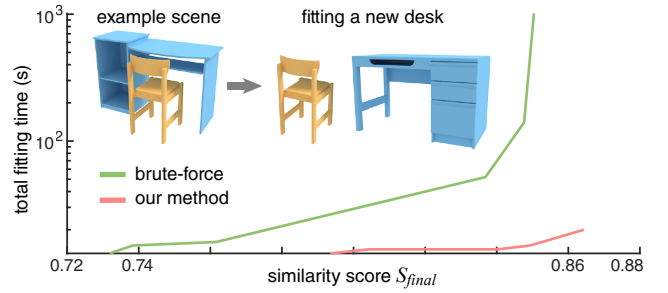 example scene
fitting a new desk
10³
10²
total fitting time (s)
brute-force
our method
0.72 0.74 0.86 0.88
similarity score S_final